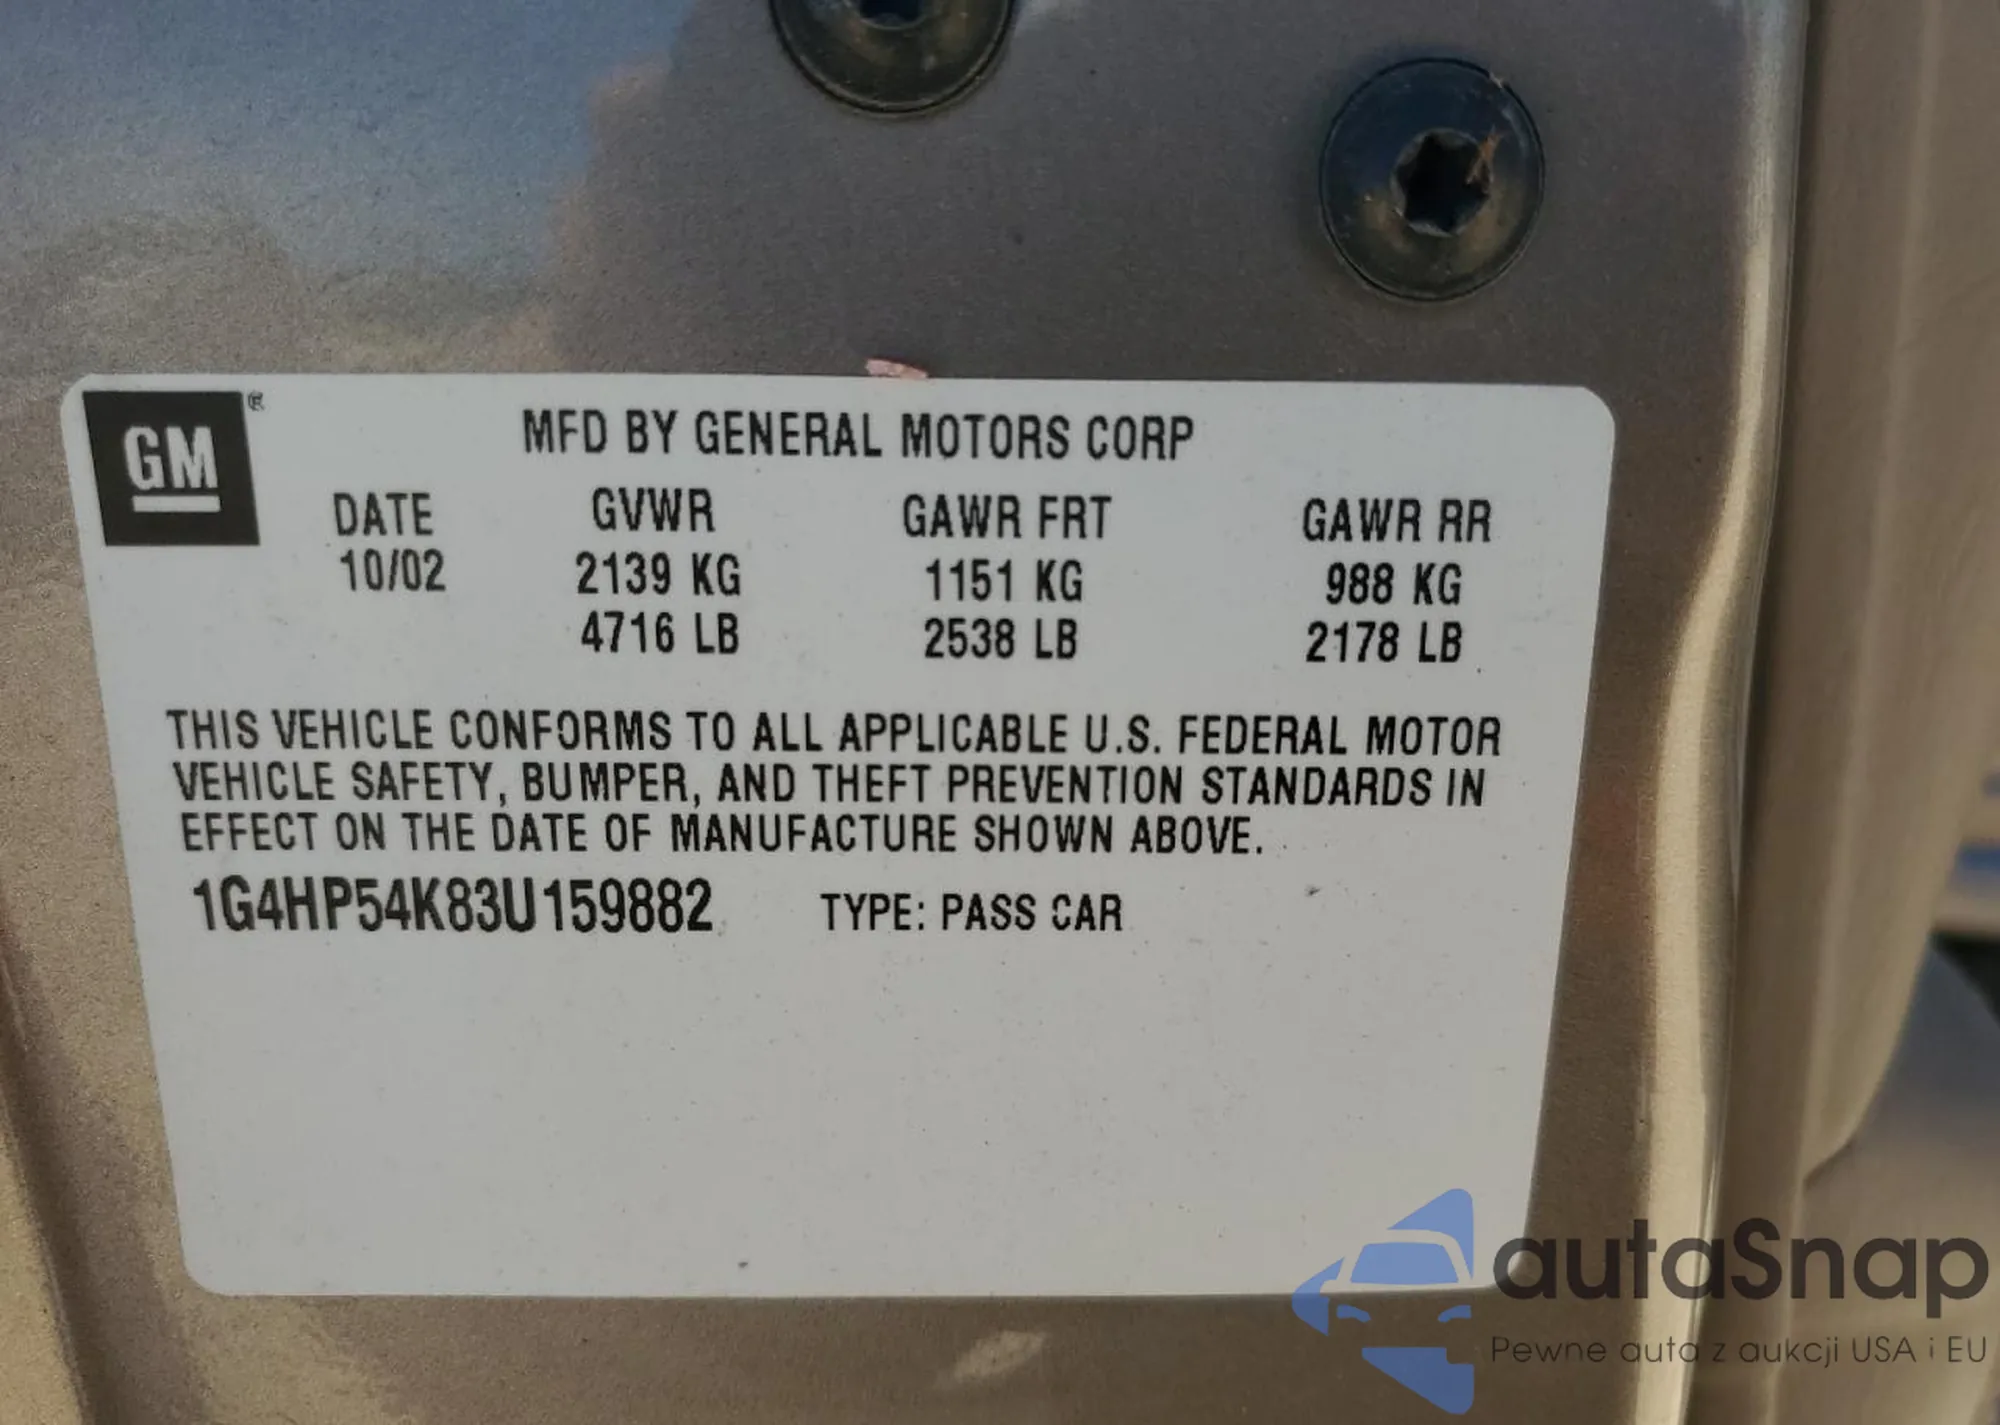 GM ®
MFD BY GENERAL MOTORS CORP
DATE GVWR GAWR FRT GAWR RR
10/02 2139 KG 1151 KG 988 KG
4716 LB 2538 LB 2178 LB
THIS VEHICLE CONFORMS TO ALL APPLICABLE U.S. FEDERAL MOTOR
VEHICLE SAFETY, BUMPER, AND THEFT PREVENTION STANDARDS IN
EFFECT ON THE DATE OF MANUFACTURE SHOWN ABOVE.
1G4HP54K83U159882 TYPE: PASS CAR
autaSnap
Pewne auta z aukcji USA i EU